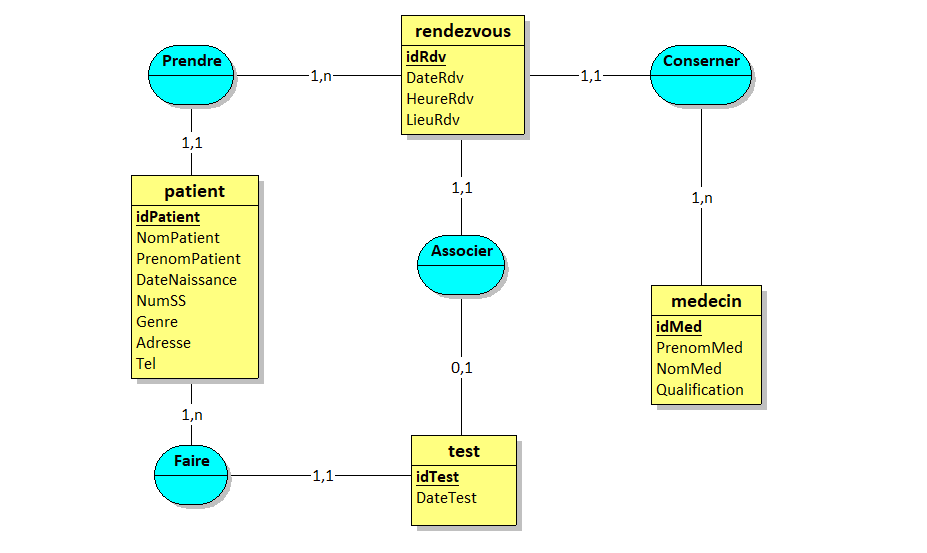 rendezvous
idRdv
DateRdv
HeureRdv
LieuRdv
Prendre
1,n
1,1
Conserner
1,1
1,1
1,n
patient
idPatient
NomPatient
PrenomPatient
DateNaissance
NumSS
Genre
Adresse
Tel
Associer
medecin
idMed
PrenomMed
NomMed
Qualification
0,1
1,n
Faire
1,1
test
idTest
DateTest